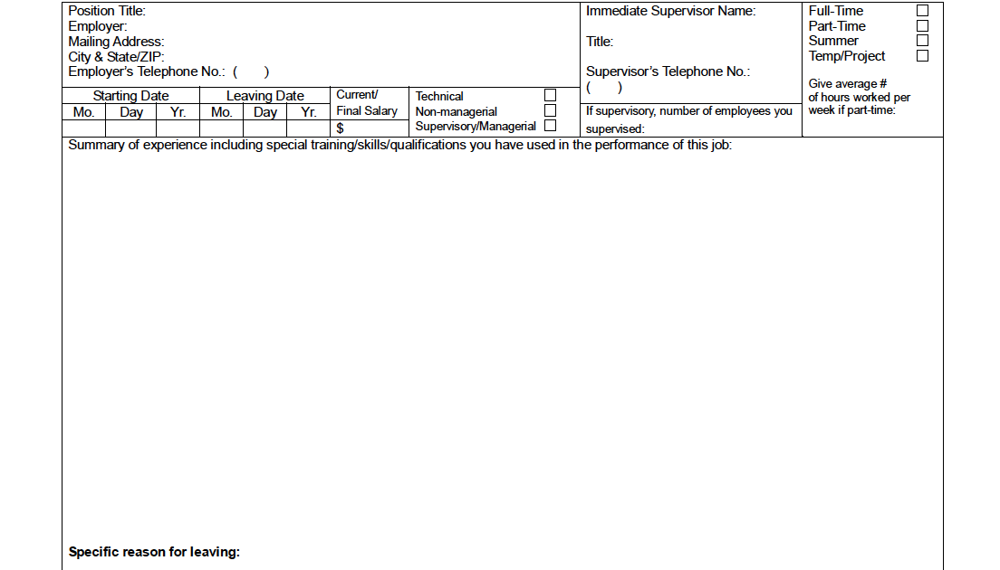 Position Title:
Employer:
Mailing Address:
City & State/ZIP:
Employer's Telephone No.: (       )
Immediate Supervisor Name:
Title:
Supervisor's Telephone No.:
(       )
Full-Time
Part-Time
Summer
Temp/Project
Give average #
of hours worked per
week if part-time:
Starting Date
Leaving Date
Mo. Day Yr. Mo. Day Yr.
Current/
Final Salary
$
Technical
Non-managerial
Supervisory/Managerial
If supervisory, number of employees you
supervised:
Summary of experience including special training/skills/qualifications you have used in the performance of this job:
Specific reason for leaving: